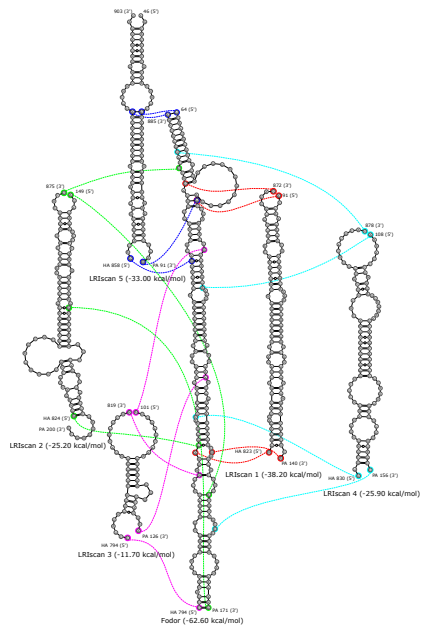 903 (3') 46 (5')
64 (5')
885 (3')
875 (3') 149 (5')
872 (3')
91 (5')
878 (3')
108 (5')
HA 858 (5') PA 91 (3')
LRIscan 5 (-33.00 kcal/mol)
819 (3') 101 (5')
HA 824 (5')
PA 200 (3')
LRIscan 2 (-25.20 kcal/mol)
HA 823 (5')
PA 140 (3')
LRIscan 1 (-38.20 kcal/mol)
HA 830 (5') PA 156 (3')
LRIscan 4 (-25.90 kcal/mol)
PA 136 (3')
HA 794 (5')
LRIscan 3 (-11.70 kcal/mol)
HA 794 (5') PA 171 (3')
Fodor (-62.60 kcal/mol)